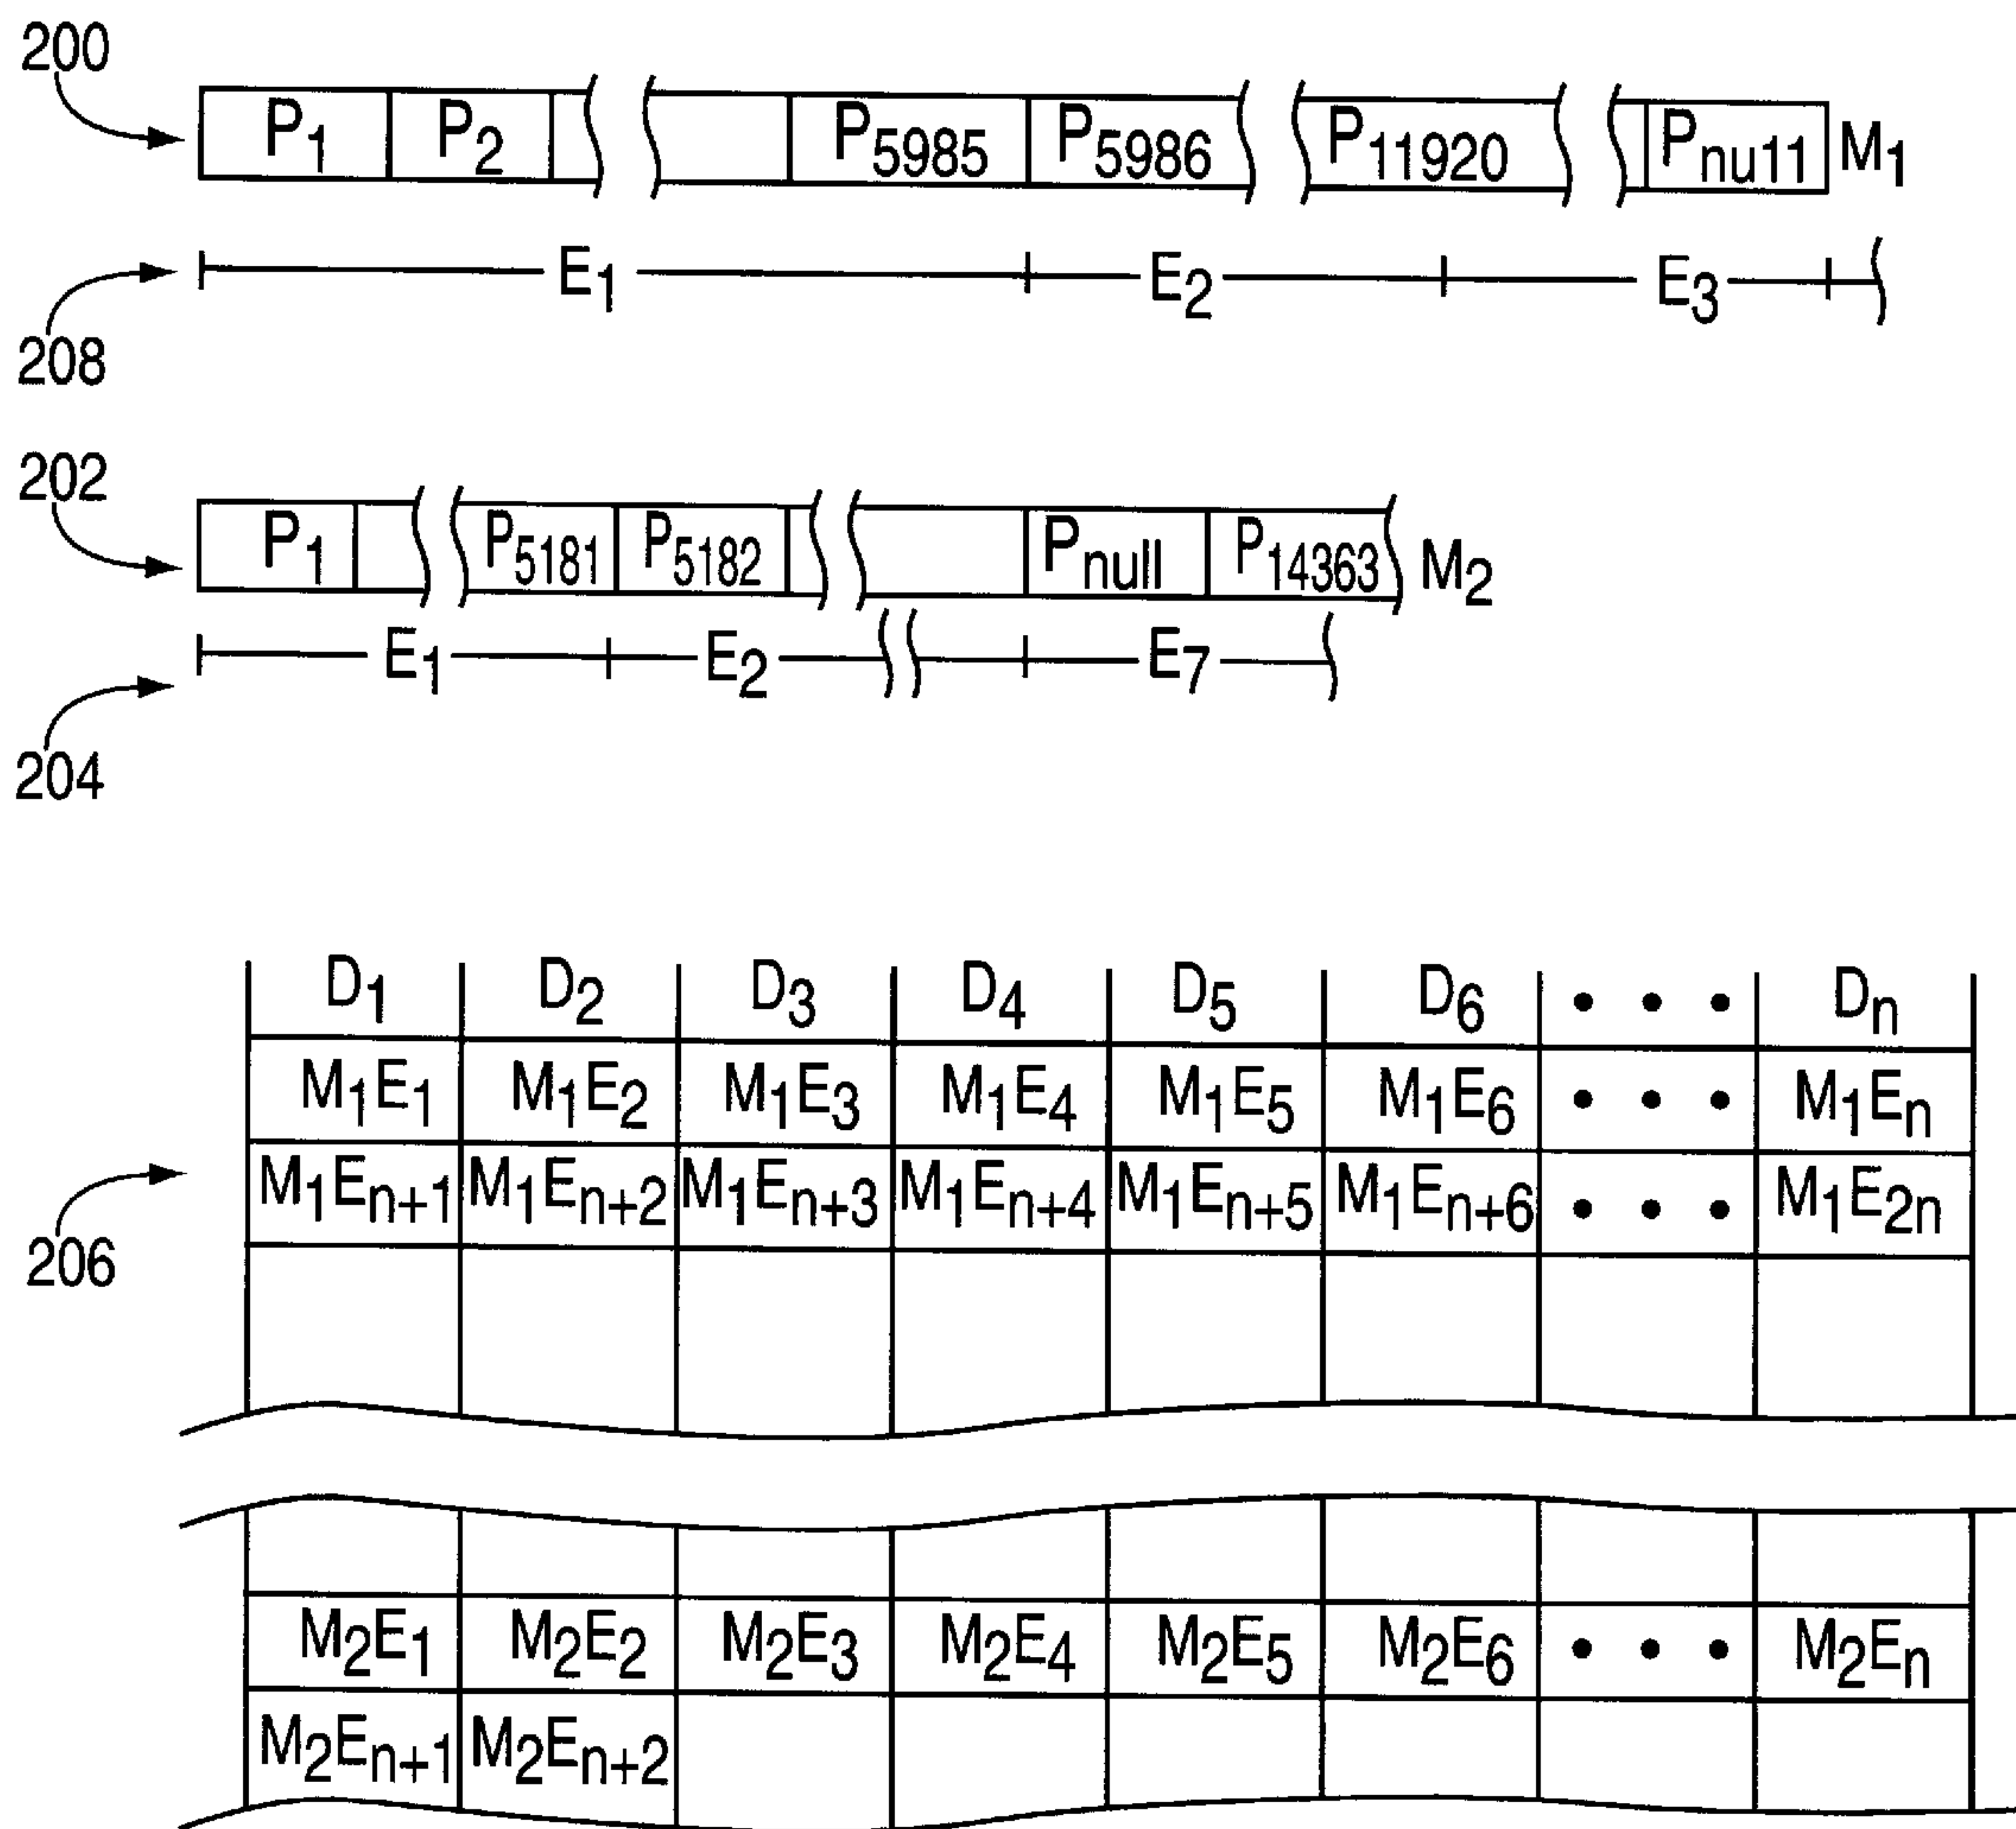 200
P1 P2 P5985 P5986 P11920 Pnu11 M1
E1 E2 E3
208
202
P1 P5181 P5182 Pnull P14363 M2
E1 E2 E7
204
D1 D2 D3 D4 D5 D6 • • • Dn
M1E1 M1E2 M1E3 M1E4 M1E5 M1E6 • • • M1En
M1En+1 M1En+2 M1En+3 M1En+4 M1En+5 M1En+6 • • • M1E2n
206
M2E1 M2E2 M2E3 M2E4 M2E5 M2E6 • • • M2En
M2En+1 M2En+2